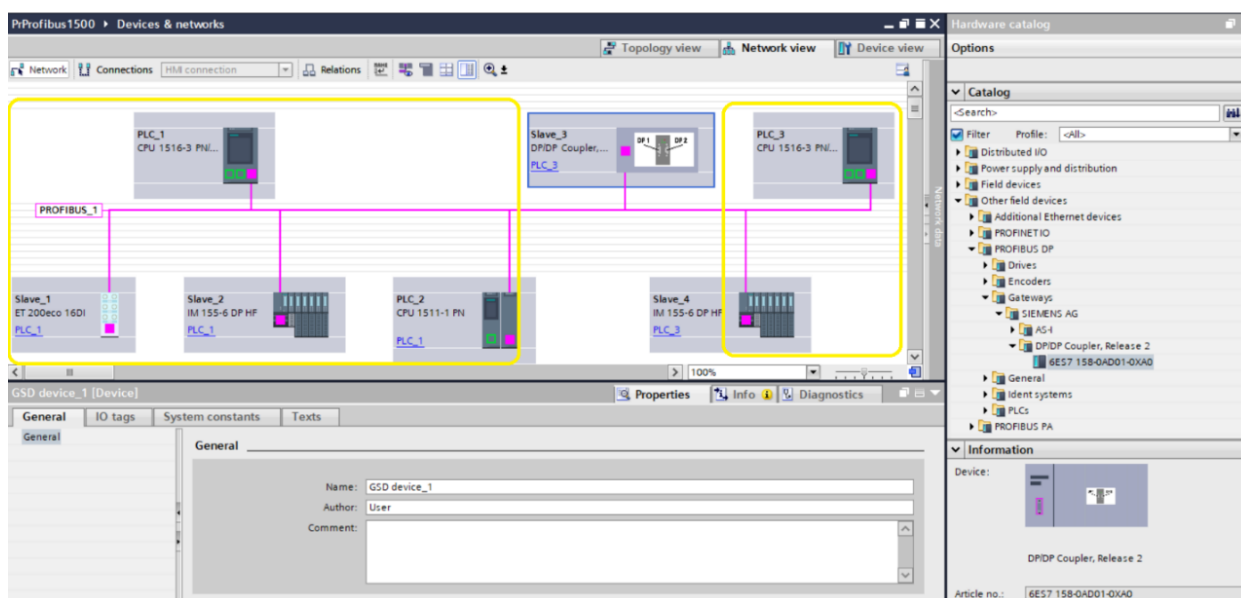 PrProfibus1500 ▸ Devices & networks
Hardware catalog
Topology view
Network view
Device view
Options
Network
Connections
HMI connection
Relations
Catalog
<Search>
Filter
Profile:
<All>
PLC_1
CPU 1516-3 PN/...
Slave_3
DP/DP Coupler,...
PLC_3
DP 1
DP 2
PLC_3
CPU 1516-3 PN/...
PROFIBUS_1
Slave_1
ET 200eco 16DI
PLC_1
Slave_2
IM 155-6 DP HF
PLC_1
PLC_2
CPU 1511-1 PN
PLC_1
Slave_4
IM 155-6 DP HF
PLC_3
Network data
100%
Distributed I/O
Power supply and distribution
Field devices
Other field devices
Additional Ethernet devices
PROFINET IO
PROFIBUS DP
Drives
Encoders
Gateways
SIEMENS AG
AS-I
DP/DP Coupler, Release 2
6ES7 158-0AD01-0XA0
General
Ident systems
PLCs
PROFIBUS PA
GSD device_1 [Device]
Properties
Info
Diagnostics
General
IO tags
System constants
Texts
General
General
Name:
GSD device_1
Author:
User
Comment:
Information
Device:
DP/DP Coupler, Release 2
Article no.:
6ES7 158-0AD01-0XA0